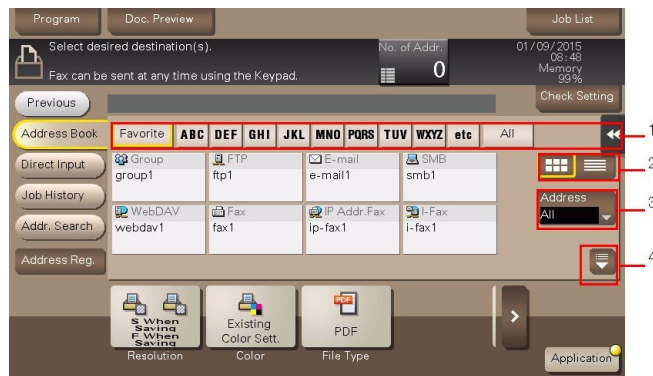 Program
Doc. Preview
Job List
Select desired destination(s).
Fax can be sent at any time using the Keypad.
No. of Addr.
0
01/09/2015
08:48
Memory
99%
Previous
Check Setting
Address Book
Favorite ABC DEF GHI JKL MNO PQRS TUV WXYZ etc All
1
Direct Input
Group
group1
FTP
ftp1
E-mail
e-mail1
SMB
smb1
2
Job History
Address
All
3
WebDAV
webdav1
Fax
fax1
IP Addr.Fax
ip-fax1
I-Fax
i-fax1
Addr. Search
Address Reg.
4
S When
Saving
F When
Saving
Resolution
Existing
Color Sett.
Color
PDF
PDF
File Type
Application